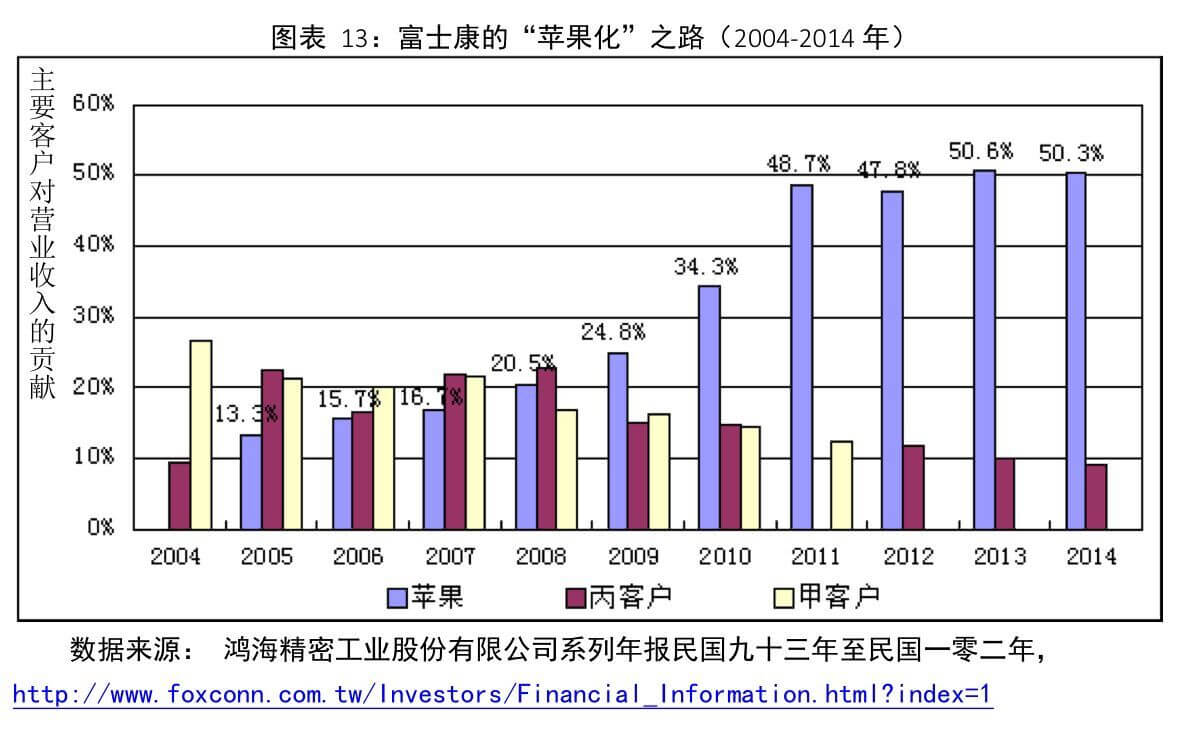 图表 13：富士康的“苹果化”之路（2004-2014 年）
主要客户对营业收入的贡献
60%
50%
40%
30%
20%
10%
0%
13.3%
15.7%
16.7%
20.5%
24.8%
34.3%
48.7%
47.8%
50.6%
50.3%
2004 2005 2006 2007 2008 2009 2010 2011 2012 2013 2014
苹果 丙客户 甲客户
数据来源： 鸿海精密工业股份有限公司系列年报民国九十三年至民国一零二年，
http://www.foxconn.com.tw/Investors/Financial_Information.html?index=1